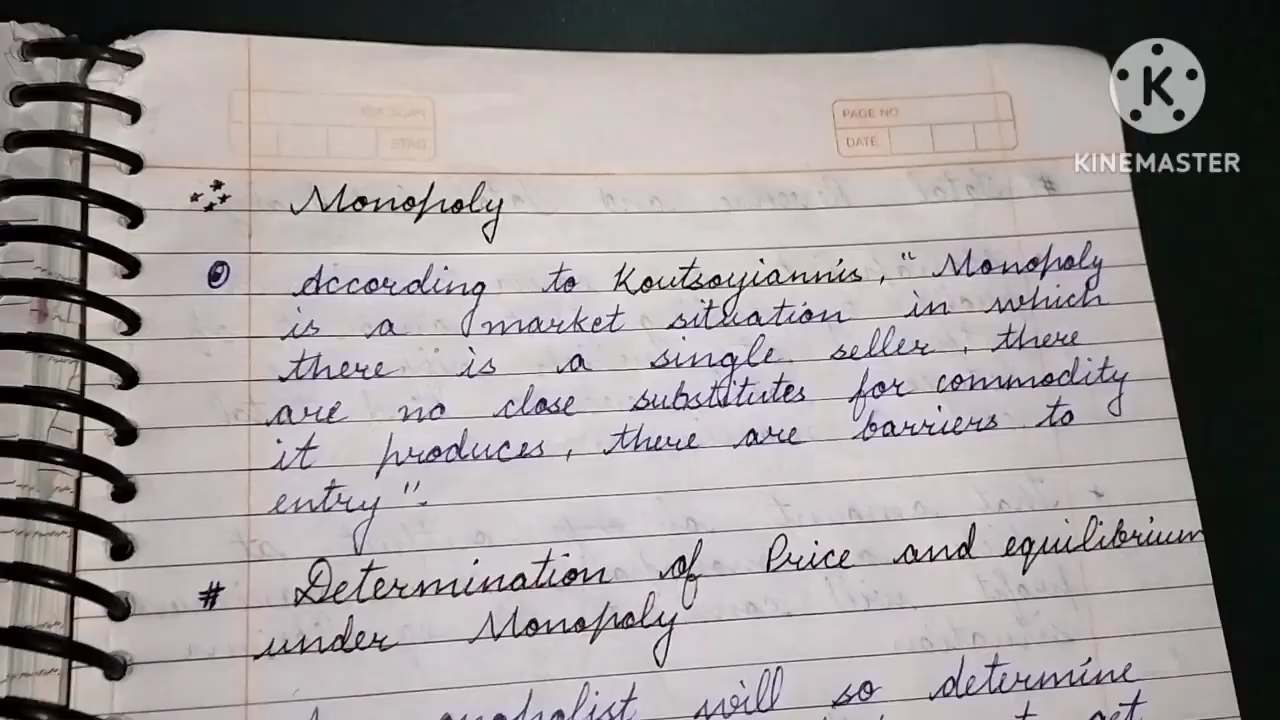 PAGE NO
DATE
KINEMASTER
Monopoly
According to Koutsoyiannis, "Monopoly
is a market situation in which
there is a single seller, there
are no close substitutes for commodity
it produces, there are barriers to
entry".
# Determination of Price and equilibrium
under Monopoly
will so determine